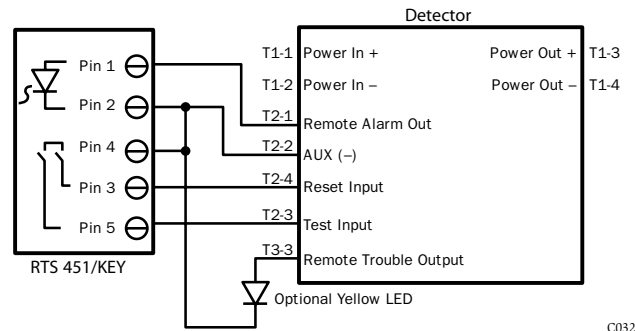 Detector
Pin 1
Pin 2
Pin 4
Pin 3
Pin 5
RTS 451/KEY
T1-1 Power In + Power Out + T1-3
T1-2 Power In – Power Out – T1-4
T2-1 Remote Alarm Out
T2-2 AUX (–)
T2-4 Reset Input
T2-3 Test Input
T3-3 Remote Trouble Output
Optional Yellow LED
C032